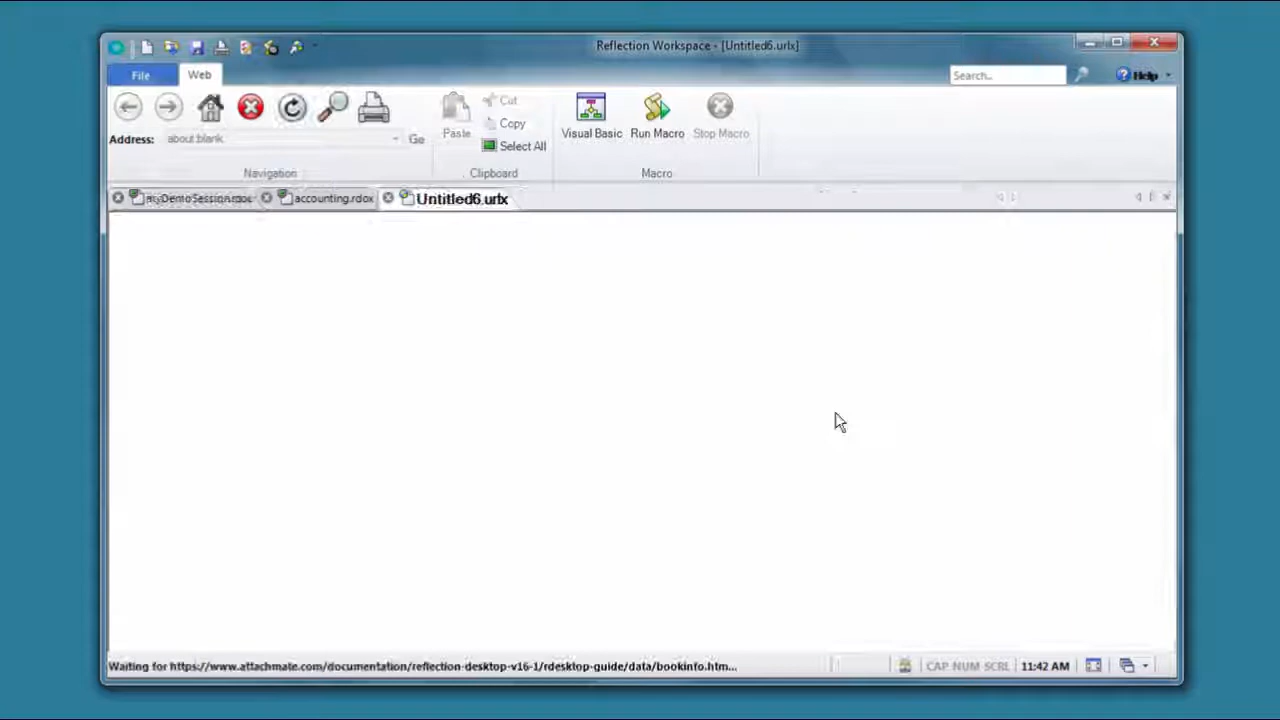 Reflection Workspace - [Untitled6.urlx]
File Web Search... Help
Address: about:blank Go
Paste Cut
Copy
Select All
Visual Basic Run Macro Stop Macro
Navigation Clipboard Macro
myDemoSession.rdox accounting.rdox Untitled6.urlx
Waiting for https://www.attachmate.com/documentation/reflection-desktop-v16-1/rdesktop-guide/data/bookinfo.htm... CAP NUM SCRL 11:42 AM